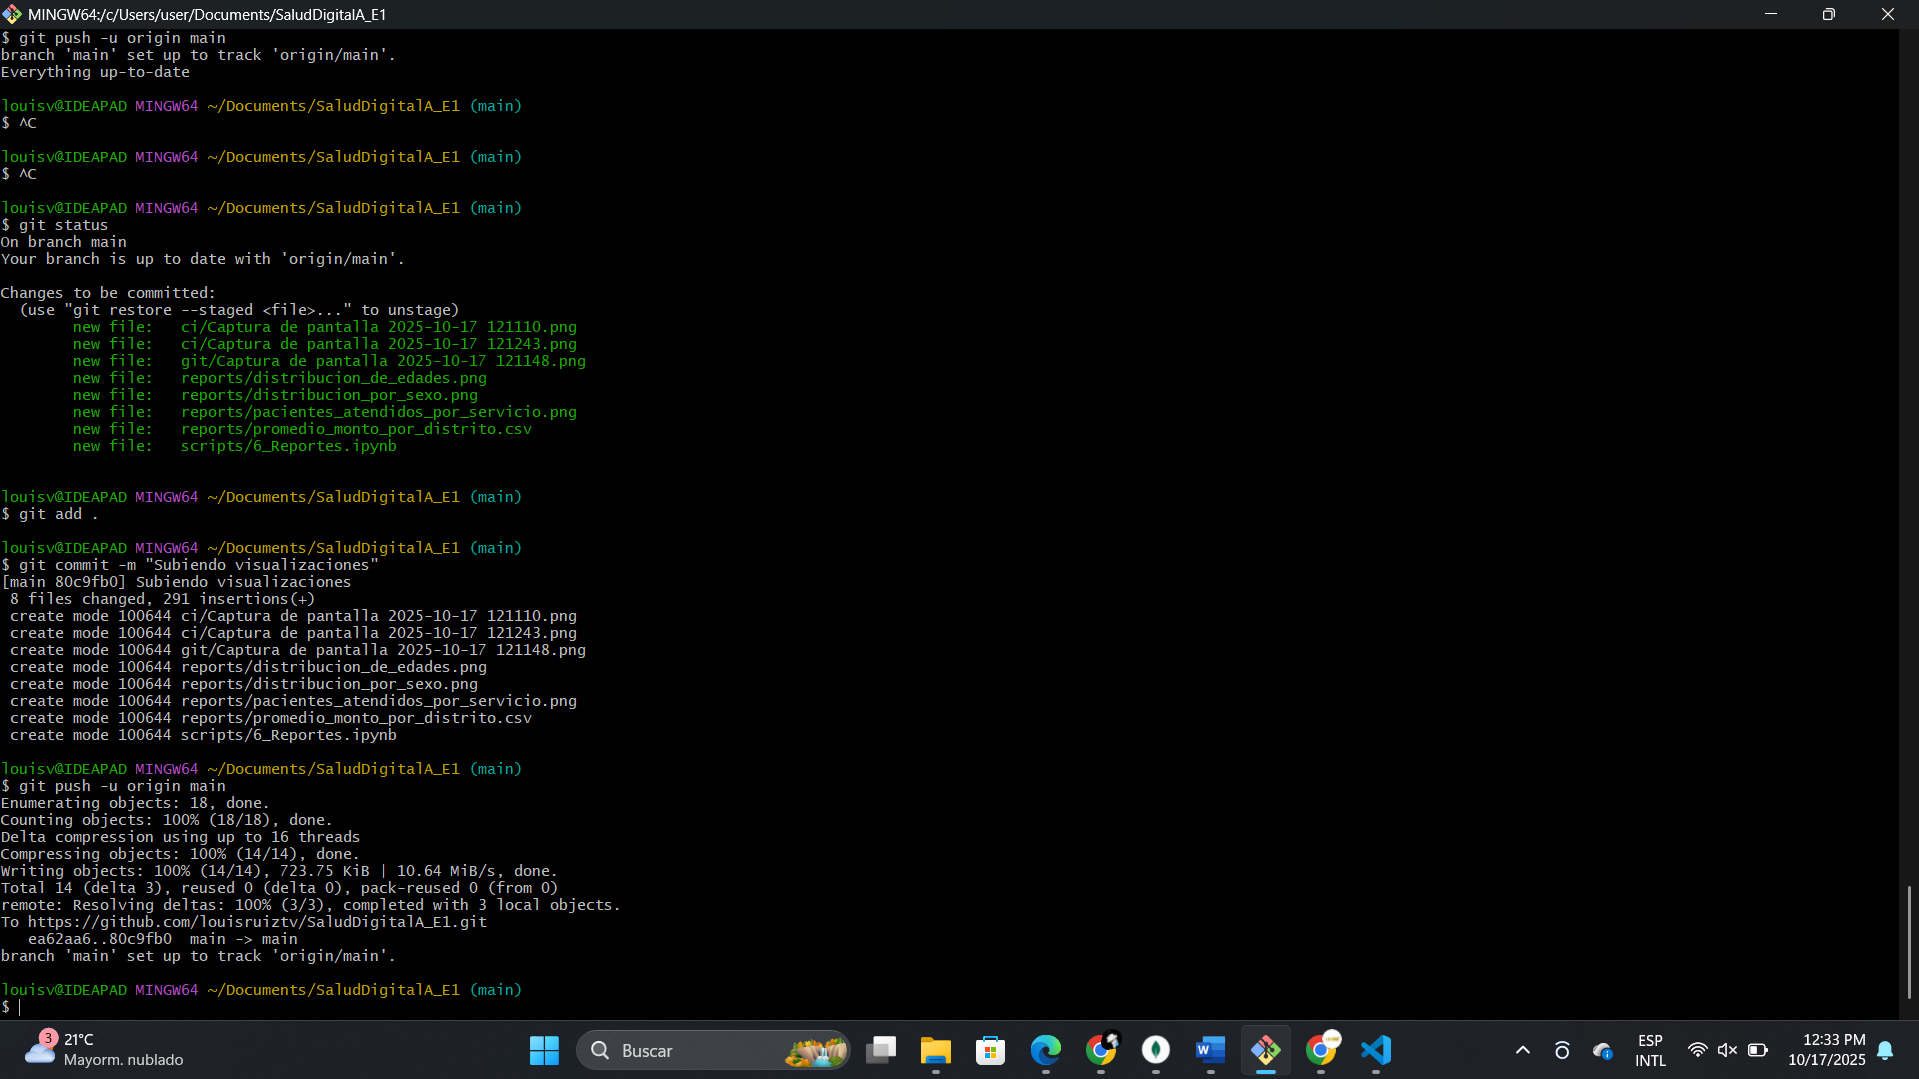 MINGW64:/c/Users/user/Documents/SaludDigitalA_E1
$ git push -u origin main
branch 'main' set up to track 'origin/main'.
Everything up-to-date
louisv@IDEAPAD MINGW64 ~/Documents/SaludDigitalA_E1 (main)
$ ^C
louisv@IDEAPAD MINGW64 ~/Documents/SaludDigitalA_E1 (main)
$ ^C
louisv@IDEAPAD MINGW64 ~/Documents/SaludDigitalA_E1 (main)
$ git status
On branch main
Your branch is up to date with 'origin/main'.
Changes to be committed:
  (use "git restore --staged <file>..." to unstage)
        new file:   ci/Captura de pantalla 2025-10-17 121110.png
        new file:   ci/Captura de pantalla 2025-10-17 121243.png
        new file:   git/Captura de pantalla 2025-10-17 121148.png
        new file:   reports/distribucion_de_edades.png
        new file:   reports/distribucion_por_sexo.png
        new file:   reports/pacientes_atendidos_por_servicio.png
        new file:   reports/promedio_monto_por_distrito.csv
        new file:   scripts/6_Reportes.ipynb
louisv@IDEAPAD MINGW64 ~/Documents/SaludDigitalA_E1 (main)
$ git add .
louisv@IDEAPAD MINGW64 ~/Documents/SaludDigitalA_E1 (main)
$ git commit -m "Subiendo visualizaciones"
[main 80c9fb0] Subiendo visualizaciones
 8 files changed, 291 insertions(+)
 create mode 100644 ci/Captura de pantalla 2025-10-17 121110.png
 create mode 100644 ci/Captura de pantalla 2025-10-17 121243.png
 create mode 100644 git/Captura de pantalla 2025-10-17 121148.png
 create mode 100644 reports/distribucion_de_edades.png
 create mode 100644 reports/distribucion_por_sexo.png
 create mode 100644 reports/pacientes_atendidos_por_servicio.png
 create mode 100644 reports/promedio_monto_por_distrito.csv
 create mode 100644 scripts/6_Reportes.ipynb
louisv@IDEAPAD MINGW64 ~/Documents/SaludDigitalA_E1 (main)
$ git push -u origin main
Enumerating objects: 18, done.
Counting objects: 100% (18/18), done.
Delta compression using up to 16 threads
Compressing objects: 100% (14/14), done.
Writing objects: 100% (14/14), 723.75 KiB | 10.64 MiB/s, done.
Total 14 (delta 3), reused 0 (delta 0), pack-reused 0 (from 0)
remote: Resolving deltas: 100% (3/3), completed with 3 local objects.
To https://github.com/louisruiztv/SaludDigitalA_E1.git
   ea62aa6..80c9fb0  main -> main
branch 'main' set up to track 'origin/main'.
louisv@IDEAPAD MINGW64 ~/Documents/SaludDigitalA_E1 (main)
$
3
21°C
Mayorm. nublado
Buscar
W
ESP
INTL
12:33 PM
10/17/2025